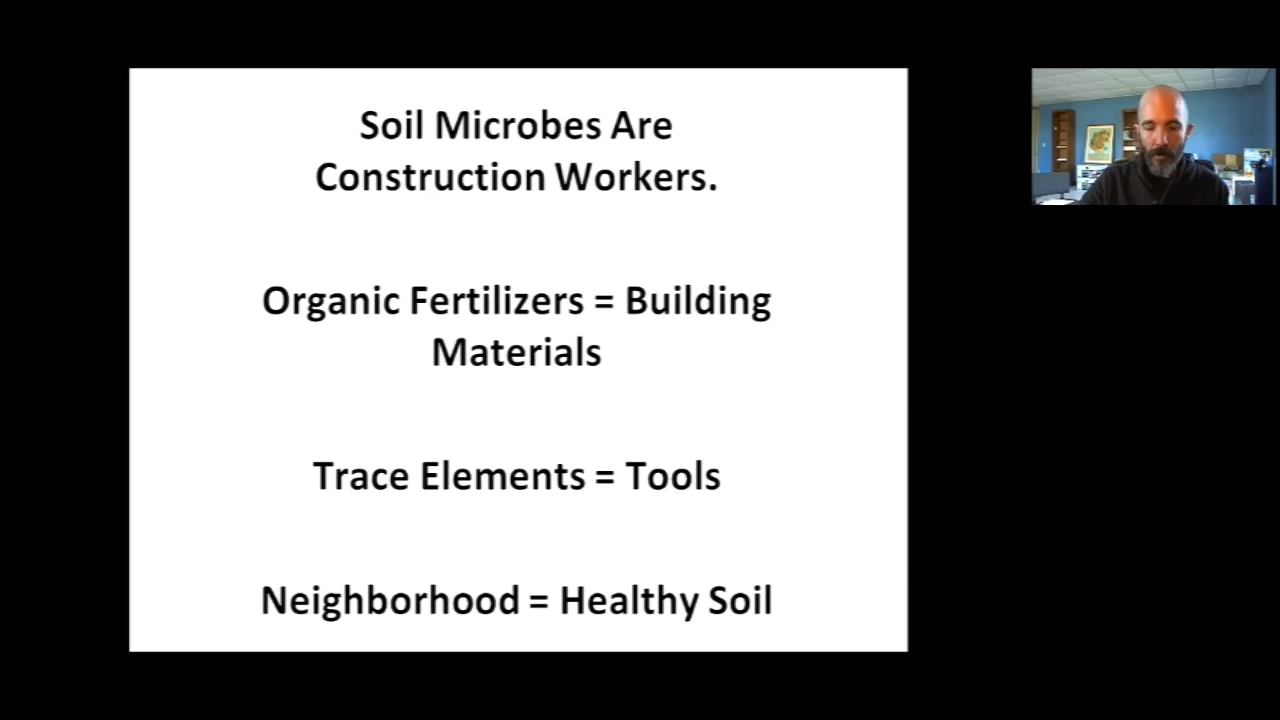 Soil Microbes Are
Construction Workers.
Organic Fertilizers = Building
Materials
Trace Elements = Tools
Neighborhood = Healthy Soil